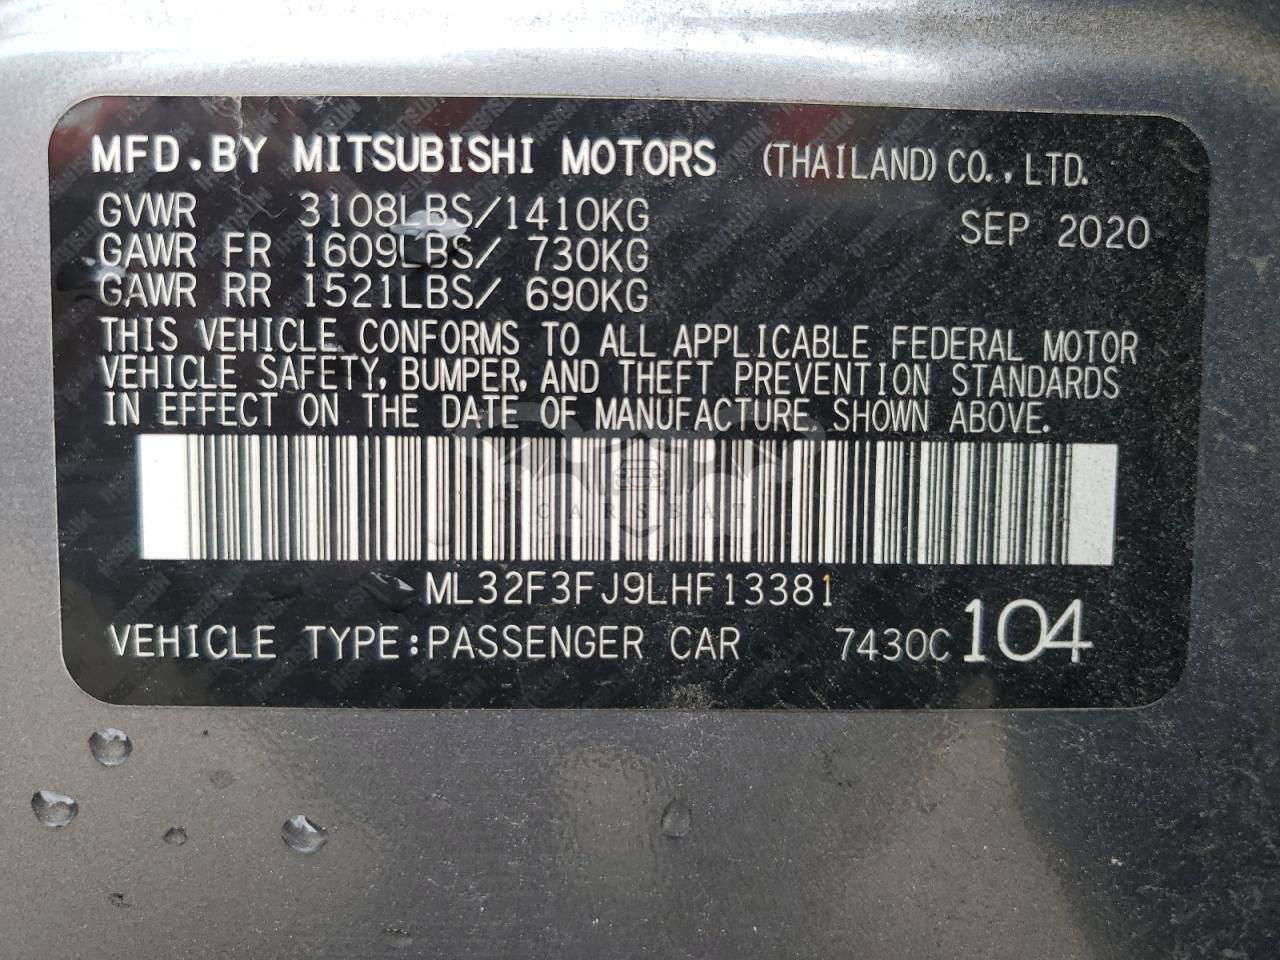 MFD.BY MITSUBISHI MOTORS (THAILAND) CO., LTD.
GVWR 3108LBS/1410KG SEP 2020
GAWR FR 1609LBS/ 730KG
GAWR RR 1521LBS/ 690KG
THIS VEHICLE CONFORMS TO ALL APPLICABLE FEDERAL MOTOR
VEHICLE SAFETY, BUMPER, AND THEFT PREVENTION STANDARDS
IN EFFECT ON THE DATE OF MANUFACTURE SHOWN ABOVE.
CARSBAT
ML32F3FJ9LHF13381
VEHICLE TYPE:PASSENGER CAR 7430C 104